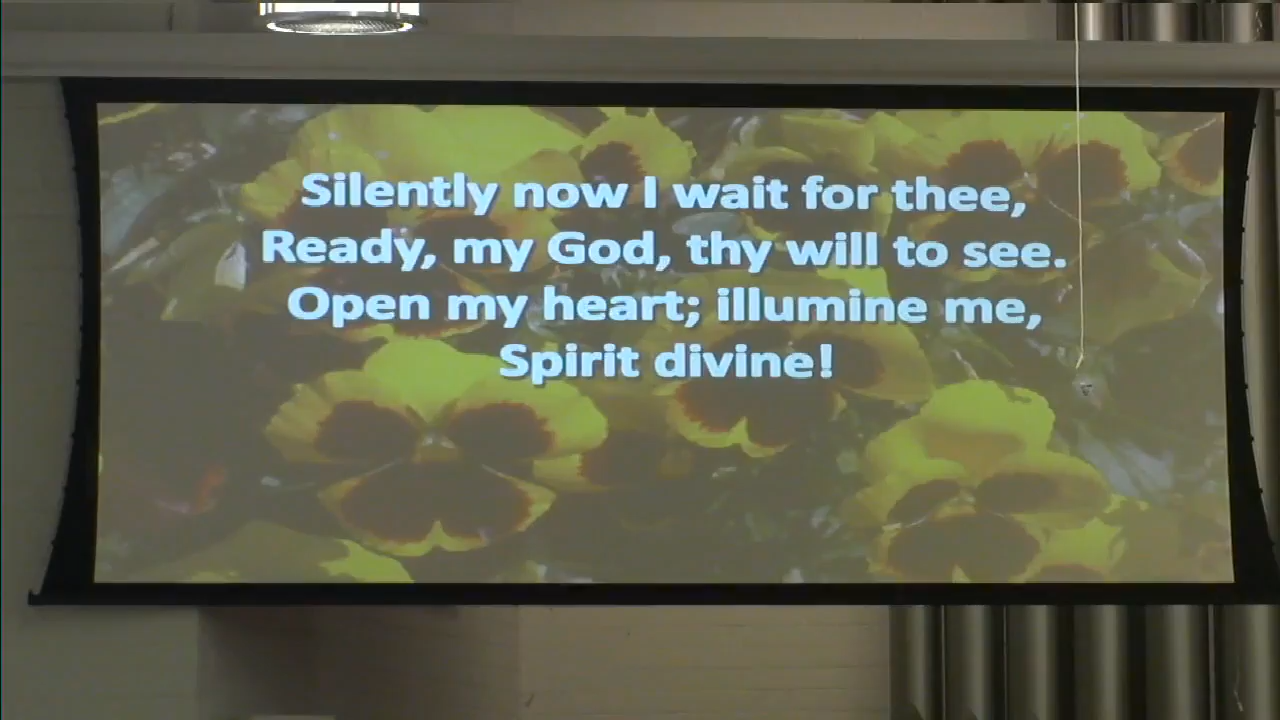 Silently now I wait for thee,
Ready, my God, thy will to see.
Open my heart; illumine me,
Spirit divine!